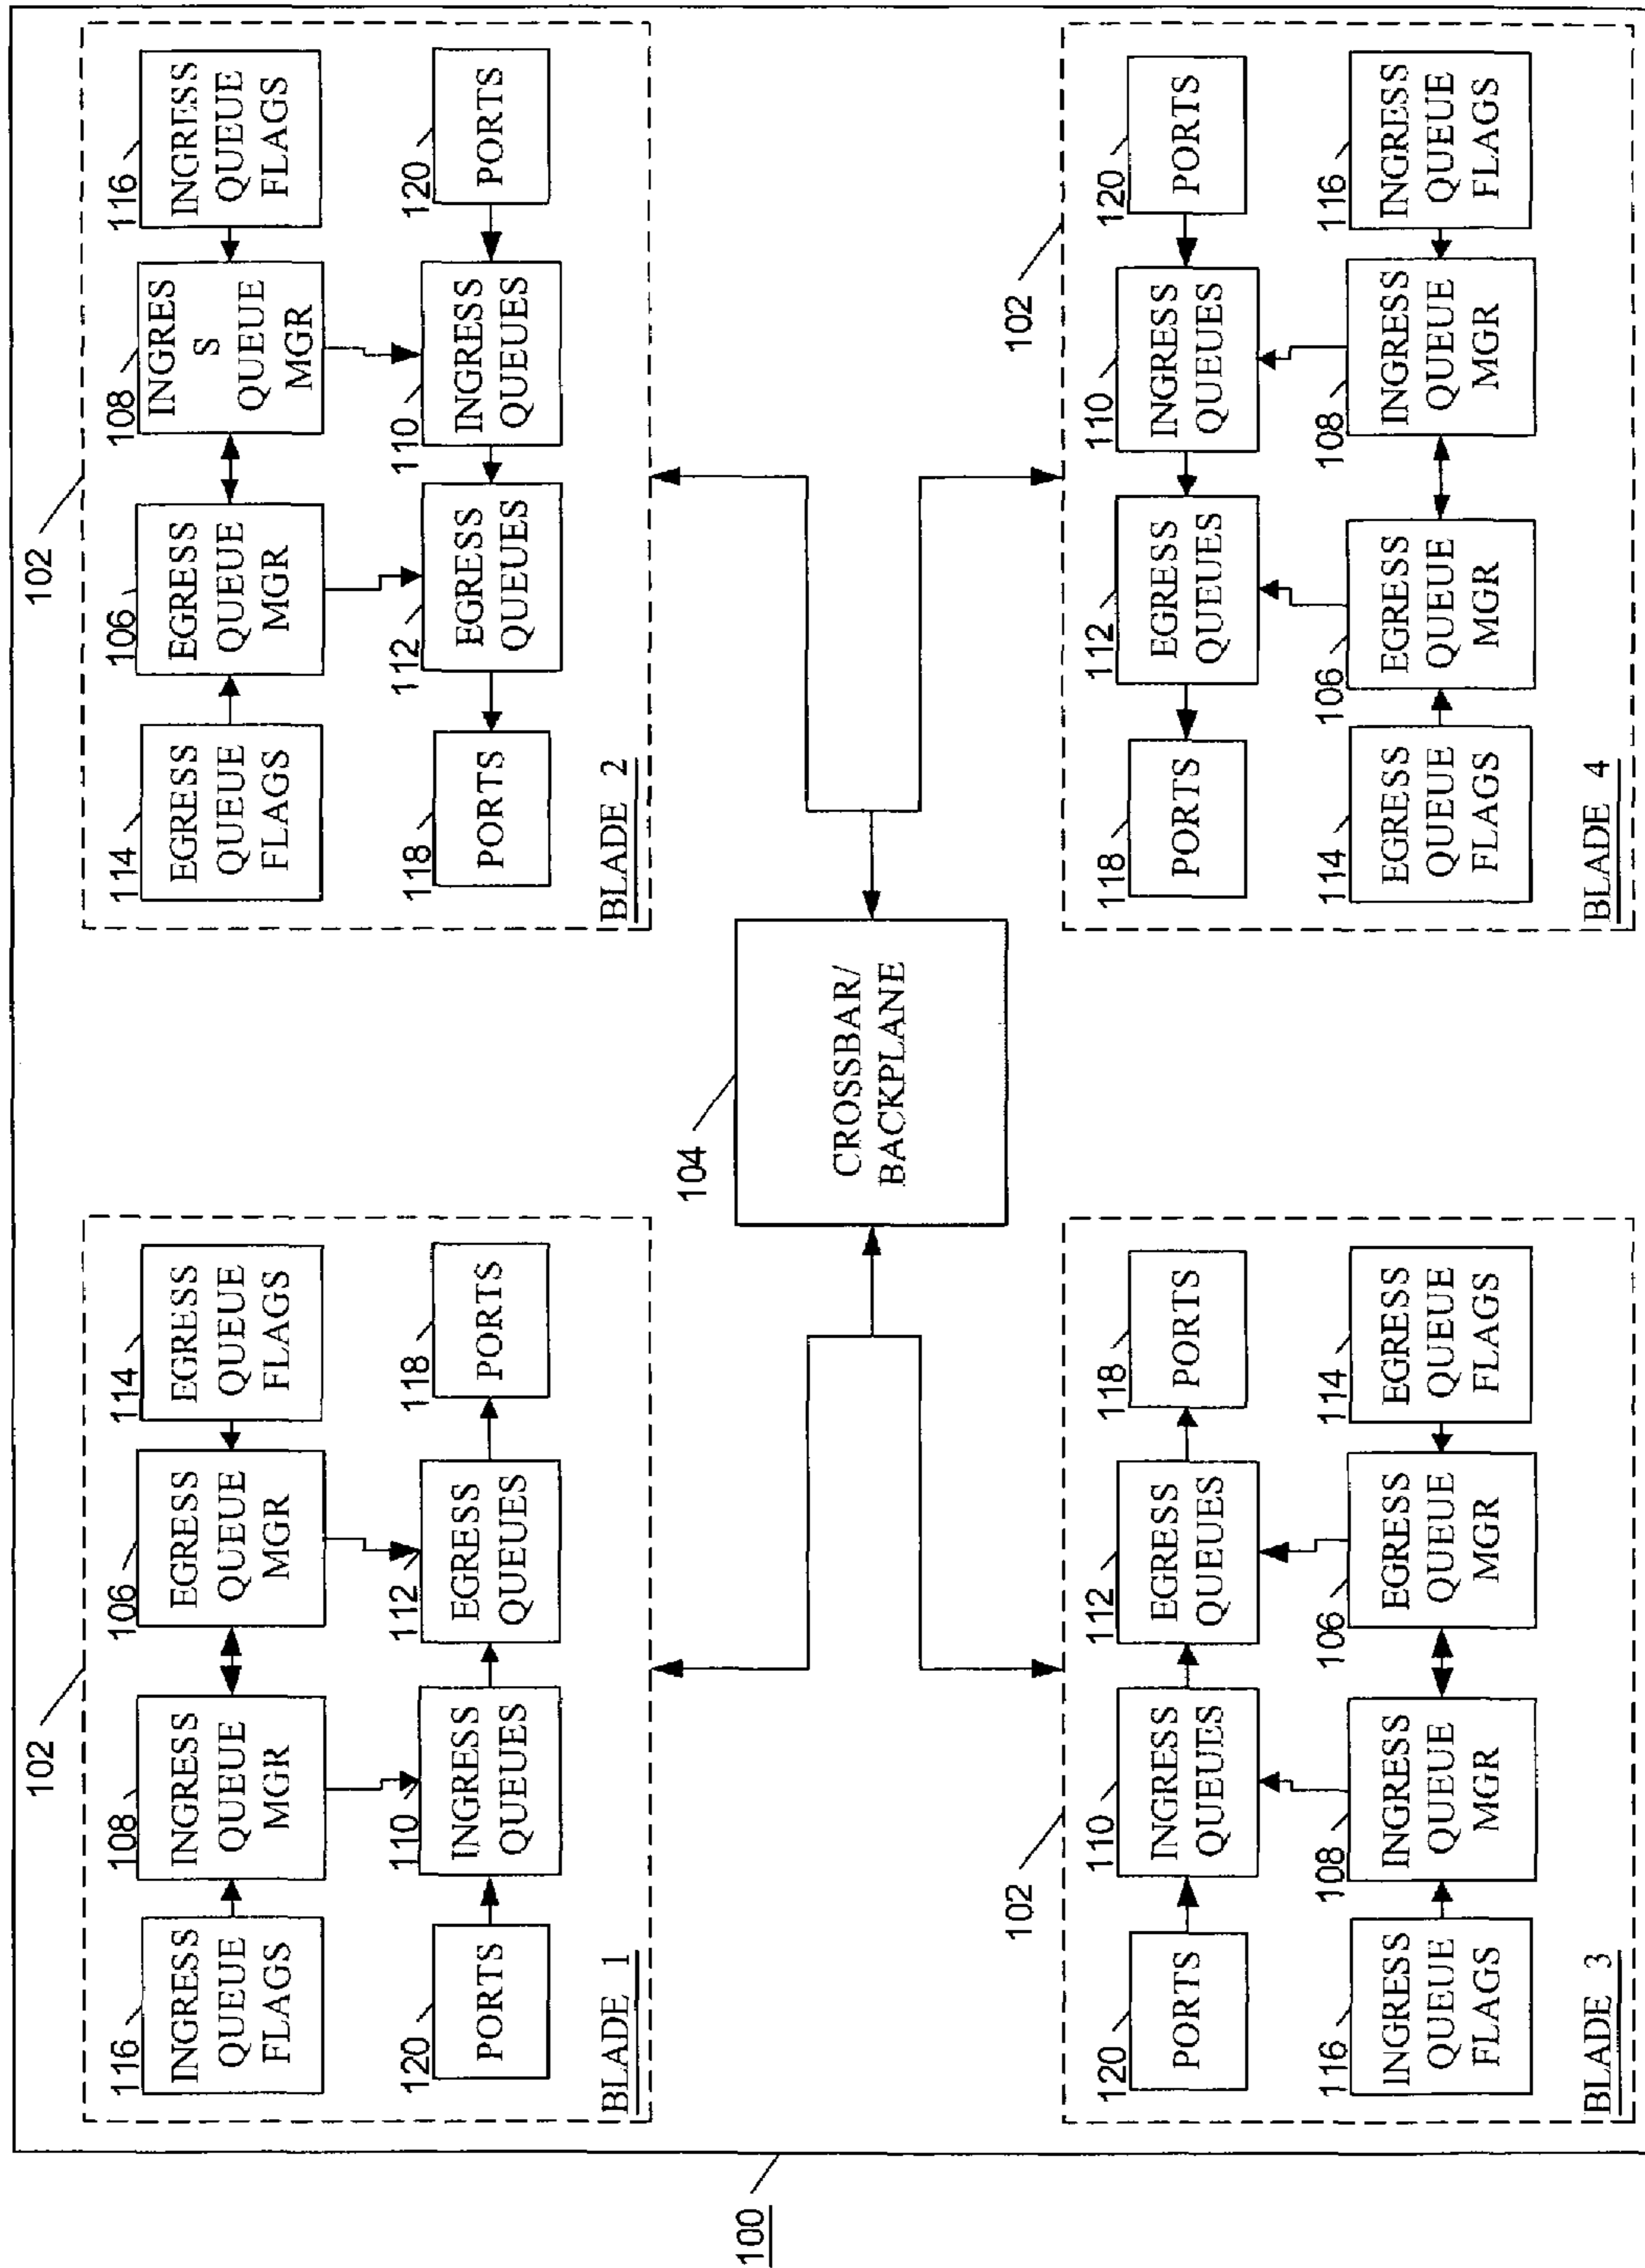 100
102
116
INGRESS
QUEUE
FLAGS
108
INGRESS
QUEUE
MGR
106
EGRESS
QUEUE
MGR
114
EGRESS
QUEUE
FLAGS
120
PORTS
110
INGRESS
QUEUES
112
EGRESS
QUEUES
118
PORTS
BLADE 1
102
114
EGRESS
QUEUE
FLAGS
106
EGRESS
QUEUE
MGR
108
INGRES
S
QUEUE
MGR
116
INGRESS
QUEUE
FLAGS
118
PORTS
112
EGRESS
QUEUES
110
INGRESS
QUEUES
120
PORTS
BLADE 2
104
CROSSBAR/
BACKPLANE
102
120
PORTS
110
INGRESS
QUEUES
112
EGRESS
QUEUES
118
PORTS
116
INGRESS
QUEUE
FLAGS
108
INGRESS
QUEUE
MGR
106
EGRESS
QUEUE
MGR
114
EGRESS
QUEUE
FLAGS
BLADE 3
102
118
PORTS
112
EGRESS
QUEUES
110
INGRESS
QUEUES
120
PORTS
114
EGRESS
QUEUE
FLAGS
106
EGRESS
QUEUE
MGR
108
INGRESS
QUEUE
MGR
116
INGRESS
QUEUE
FLAGS
BLADE 4